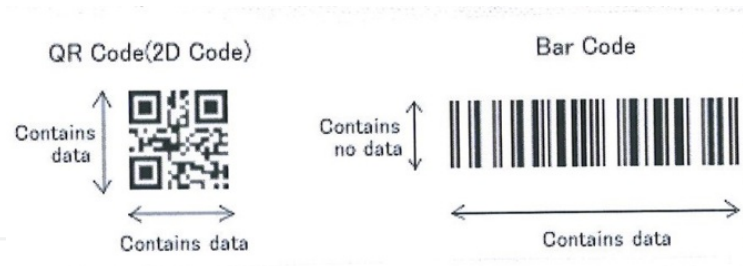 QR Code(2D Code)
Contains
data
Contains data
Bar Code
Contains
no data
Contains data